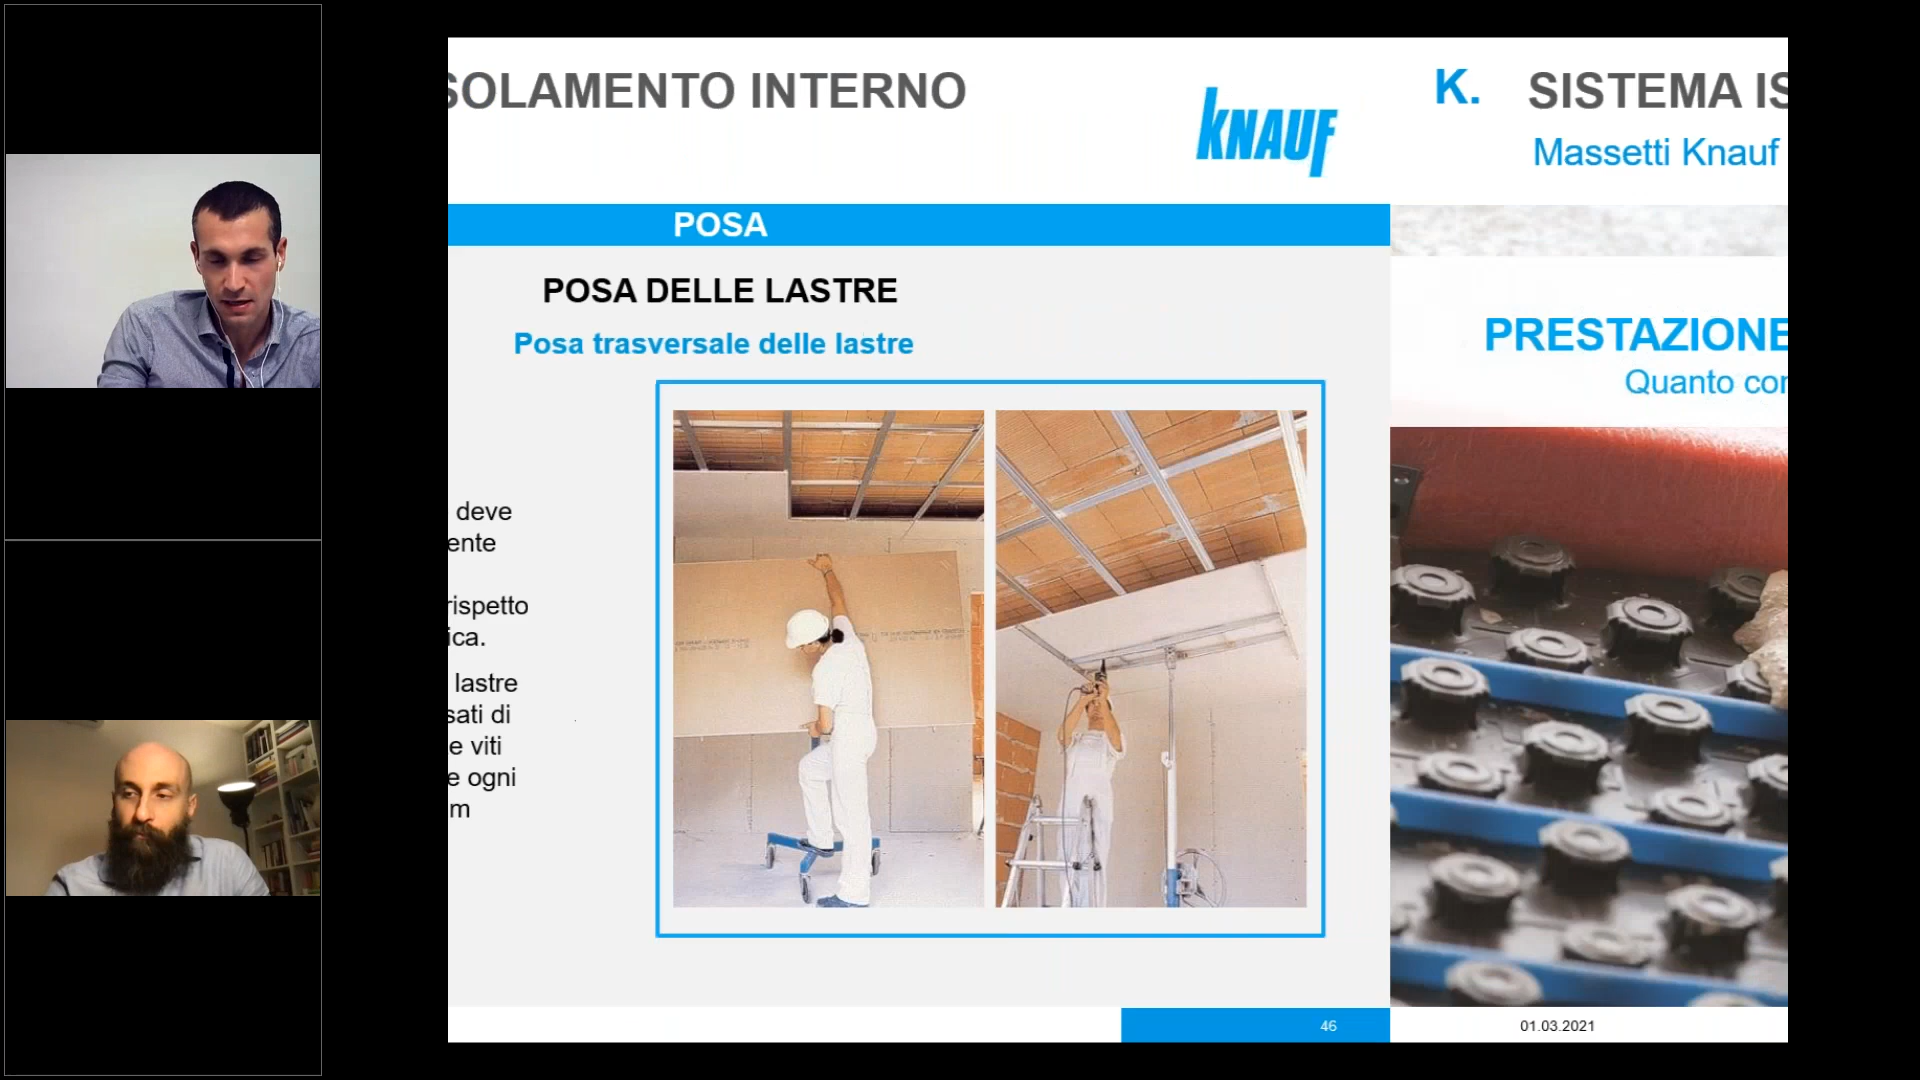 SOLAMENTO INTERNO
KNAUF
POSA
POSA DELLE LASTRE
Posa trasversale delle lastre
deve
ente
rispetto
ica.
lastre
sati di
e viti
e ogni
m
46
K. SISTEMA IS
Massetti Knauf
PRESTAZIONE
Quanto cor
01.03.2021